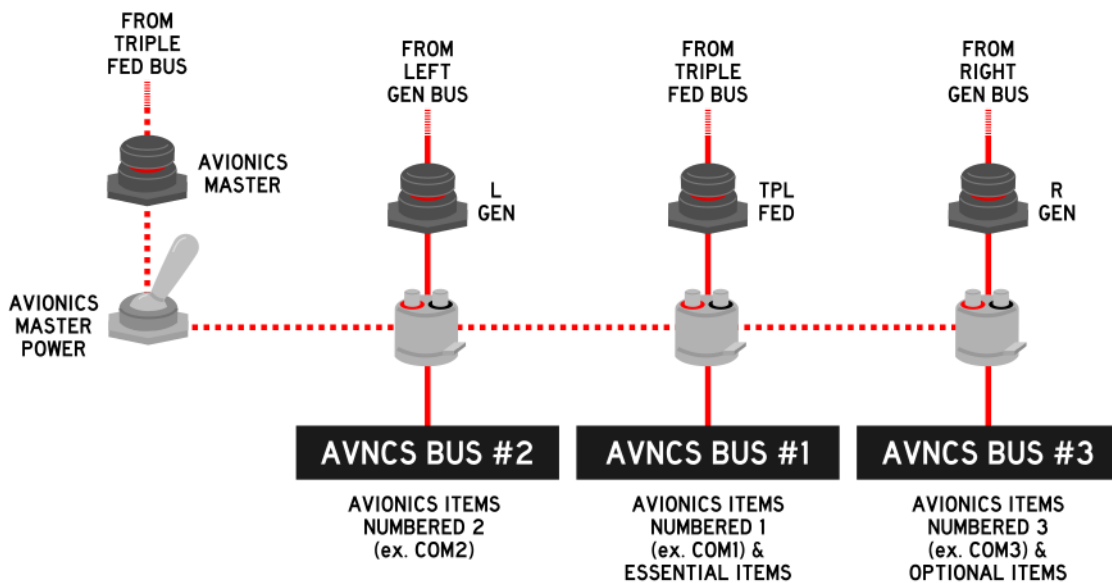 FROM
TRIPLE
FED BUS
AVIONICS
MASTER
AVIONICS
MASTER
POWER
FROM
LEFT
GEN BUS
L
GEN
AVNCS BUS #2
AVIONICS ITEMS
NUMBERED 2
(ex. COM2)
FROM
TRIPLE
FED BUS
TPL
FED
AVNCS BUS #1
AVIONICS ITEMS
NUMBERED 1
(ex. COM1) &
ESSENTIAL ITEMS
FROM
RIGHT
GEN BUS
R
GEN
AVNCS BUS #3
AVIONICS ITEMS
NUMBERED 3
(ex. COM3) &
OPTIONAL ITEMS